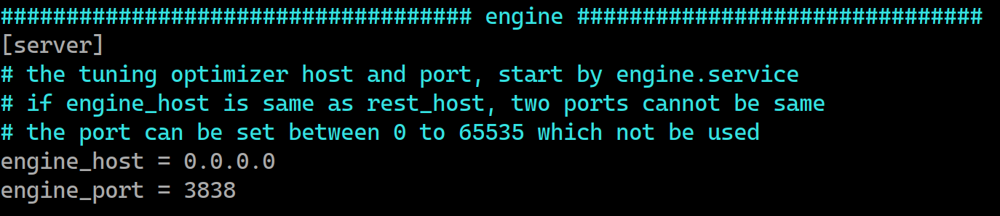 #################################### engine ###############################
[server]
# the tuning optimizer host and port, start by engine.service
# if engine_host is same as rest_host, two ports cannot be same
# the port can be set between 0 to 65535 which not be used
engine_host = 0.0.0.0
engine_port = 3838